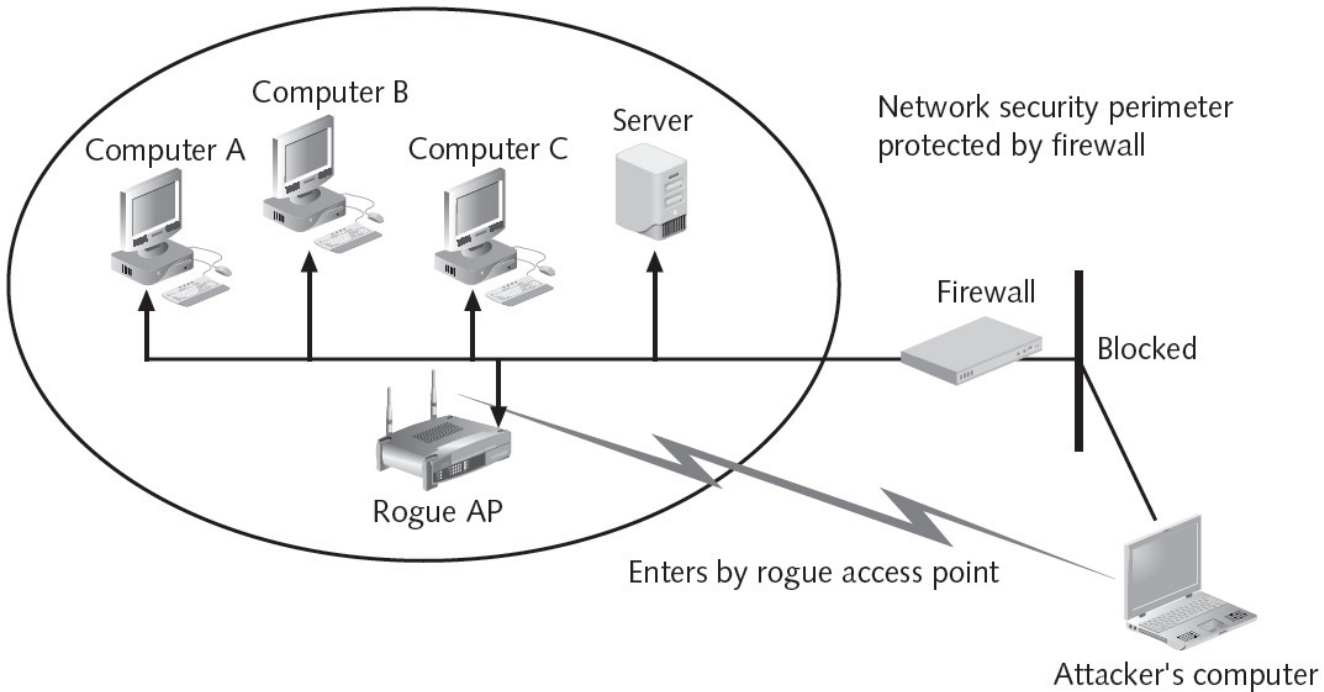 Computer B
Computer A
Computer C
Server
Network security perimeter
protected by firewall
Firewall
Blocked
Rogue AP
Enters by rogue access point
Attacker's computer